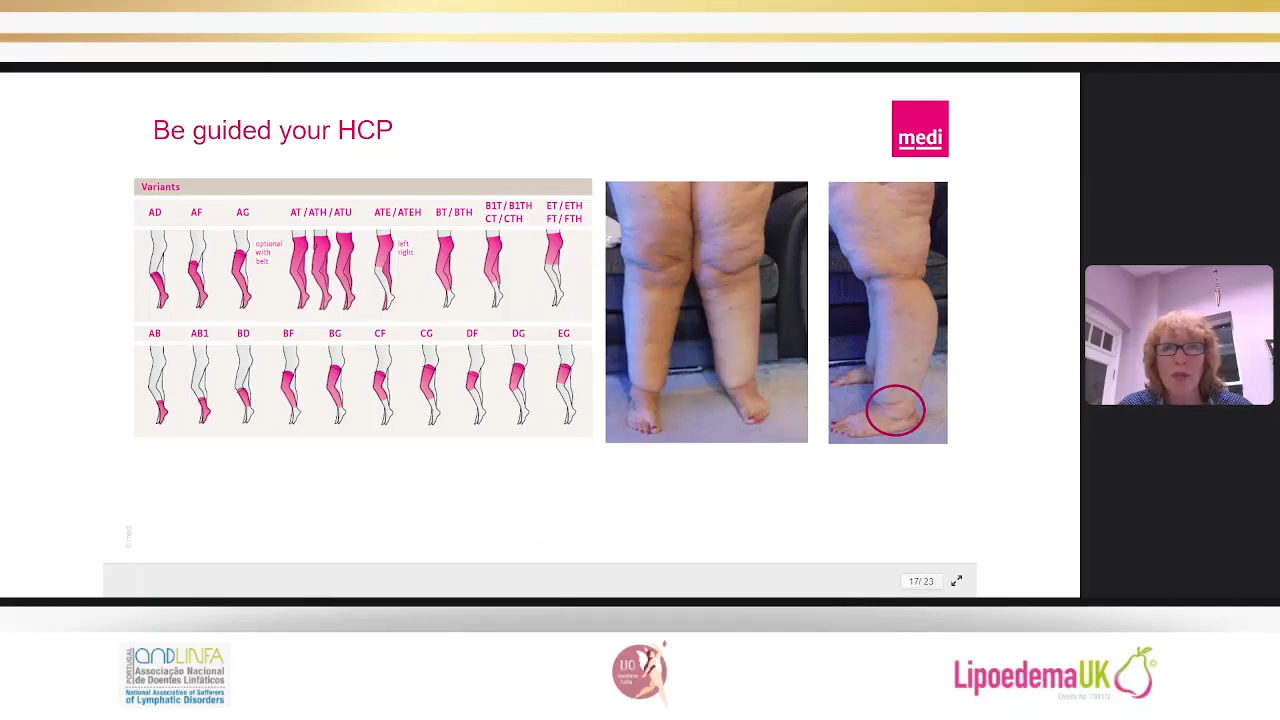 Be guided your HCP
medi
Variants
AD AF AG AT / ATH / ATU ATE / ATEH BT / BTH B1T / B1TH ET / ETH
CT / CTH FT / FTH
optional
with
belt
left
right
AB AB1 BD BF BG CF CG DF DG EG
© medi
17/ 23
PORTUGAL
ANDLINFA
Associação Nacional
de Doentes Linfáticos
National Association of Sufferers
of Lymphatic Disorders
LIO
Lipoedema UK
Charity No